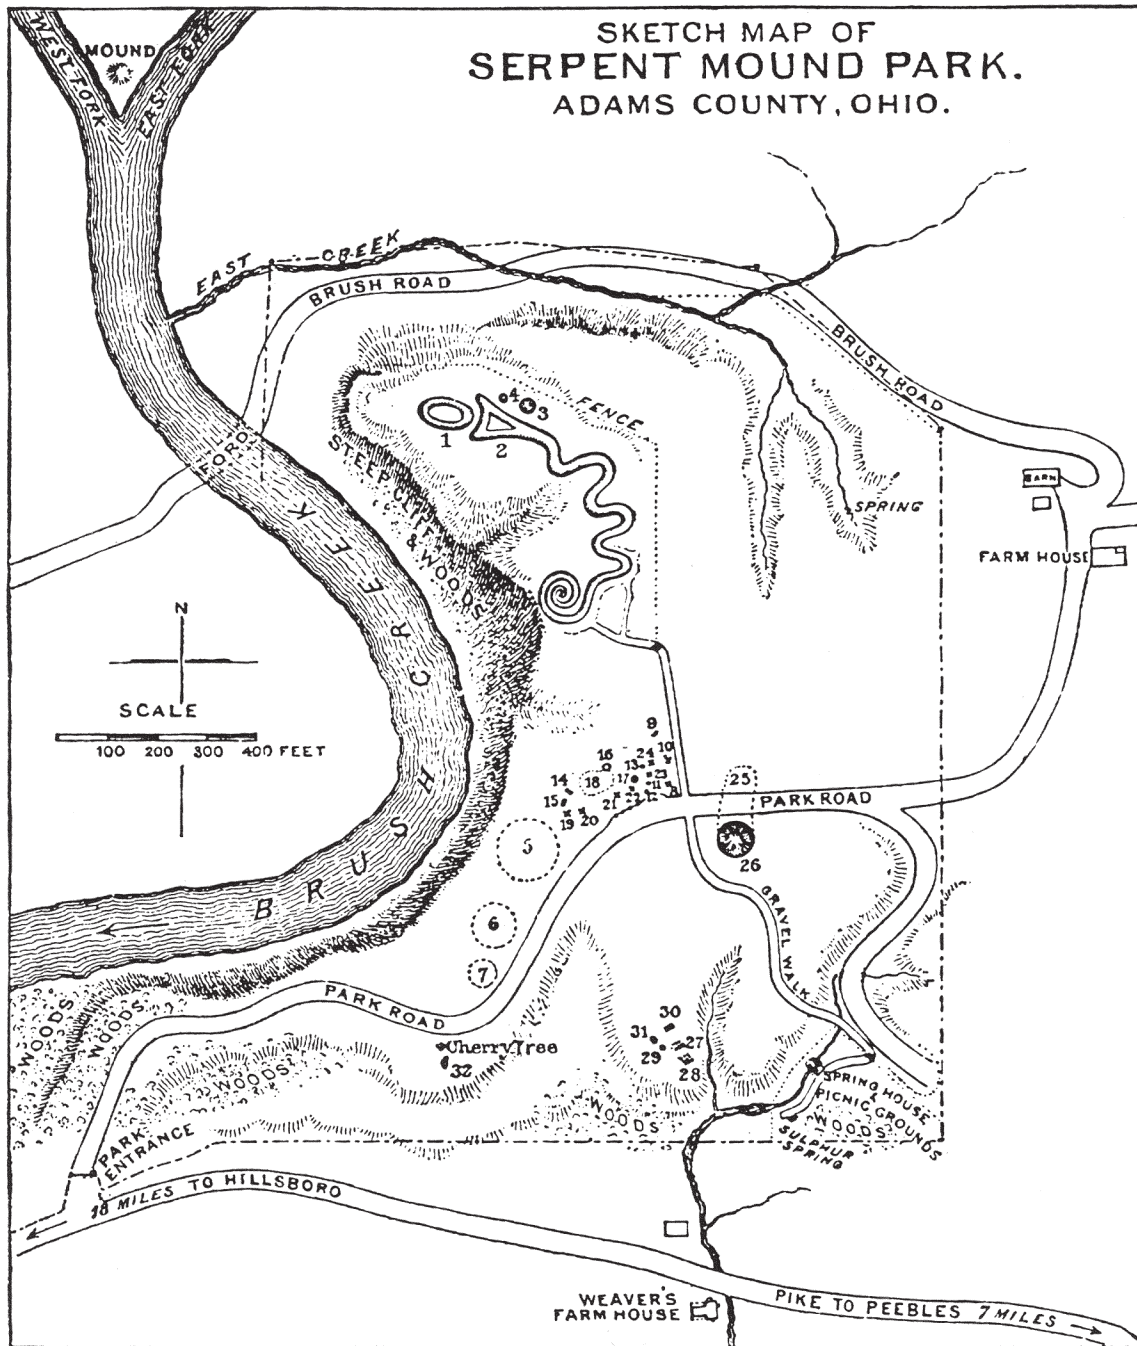 SKETCH MAP OF
SERPENT MOUND PARK.
ADAMS COUNTY, OHIO.
WEST FORK
MOUND
EAST FORK
EAST CREEK
BRUSH ROAD
BRUSH ROAD
FORD
FENCE
4
3
1
2
STEEP CLIFF
& WOODS
SPRING
BARN
FARM HOUSE
N
SCALE
100 200 300 400 FEET
BRUSH CREEK
9
16
24
10
13
14
18
17
23
15
11
8
21
22
12
19
20
25
PARK ROAD
5
26
6
7
GRAVEL WALK
PARK ROAD
WOODS
WOODS
WOODS
Cherry Tree
32
30
31
27
29
28
WOODS
SPRING HOUSE
&
PICNIC GROUNDS
WOODS
SULPHUR
SPRING
PARK
ENTRANCE
18 MILES TO HILLSBORO
WEAVER'S
FARM HOUSE
PIKE TO PEEBLES 7 MILES